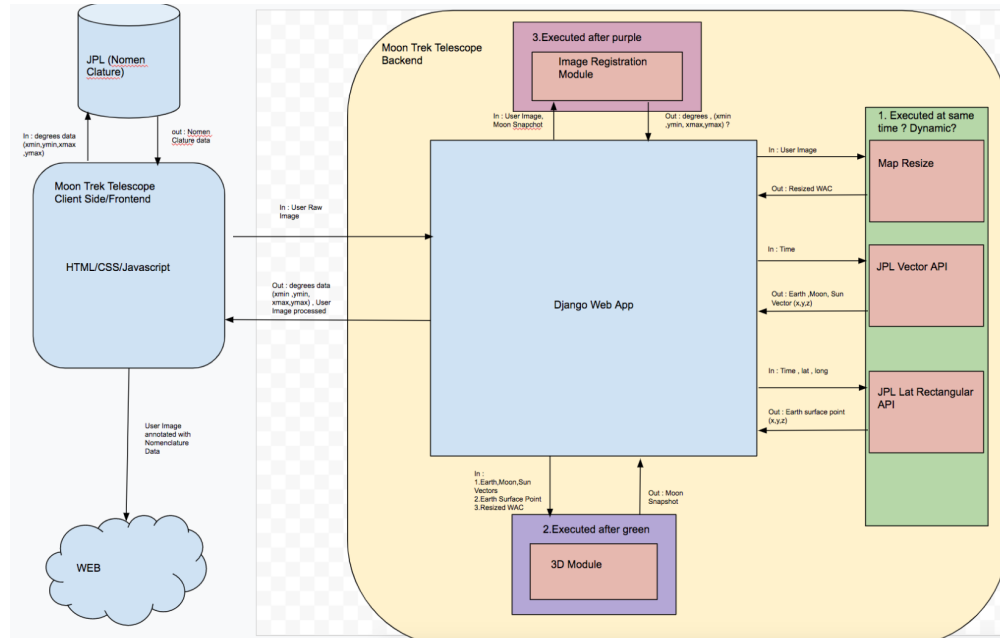 JPL (Nomen
Clature)
In : degrees data
(xmin,ymin,xmax
,ymax)
out : Nomen
Clature data
Moon Trek Telescope
Client Side/Frontend
HTML/CSS/Javascript
In : User Raw
Image
Out : degrees data
(xmin ,ymin,
xmax,ymax) , User
Image processed
User Image
annotated with
Nomenclature
Data
WEB
Moon Trek Telescope
Backend
3.Executed after purple
Image Registration
Module
In : User Image,
Moon Snapshot
Out : degrees , (xmin
,ymin, xmax,ymax) ?
Django Web App
1. Executed at same
time ? Dynamic?
In : User Image
Map Resize
Out : Resized WAC
In : Time
JPL Vector API
Out : Earth ,Moon, Sun
Vector (x,y,z)
In : Time , lat , long
JPL Lat Rectangular
API
Out : Earth surface point
(x,y,z)
In :
1.Earth,Moon,Sun
Vectors
2.Earth Surface Point
3.Resized WAC
Out : Moon
Snapshot
2.Executed after green
3D Module